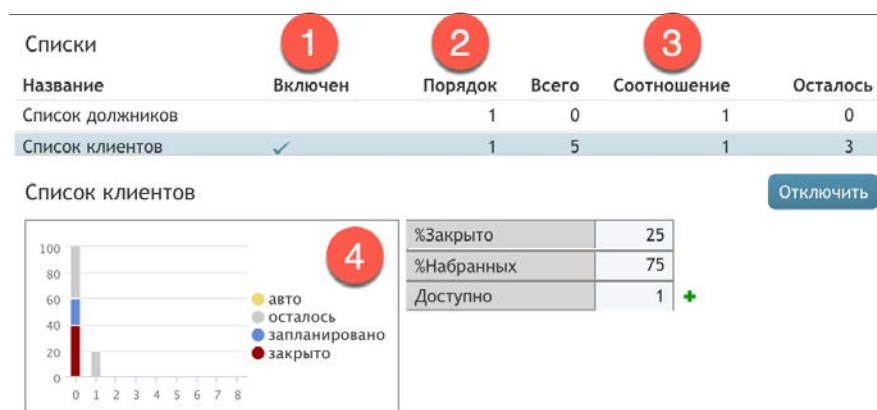 Списки
1 2 3
Название Включен Порядок Всего Соотношение Осталось
Список должников 1 0 1 0
Список клиентов ✓ 1 5 1 3
Список клиентов Отключить
4
%Закрыто 25
%Набранных 75
Доступно 1 +
100
80
60
40
20
0
0 1 2 3 4 5 6 7 8
авто
осталось
запланировано
закрыто